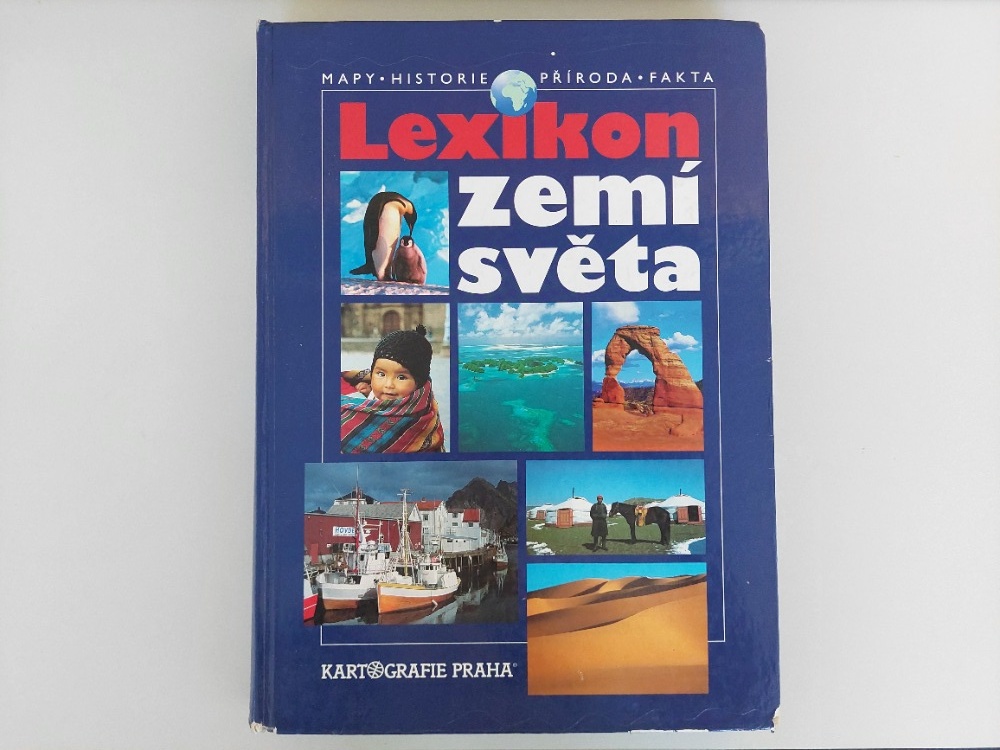 MAPY • HISTORIE PŘÍRODA • FAKTA
Lexikon
zemí
světa
KARTOGRAFIE PRAHA®